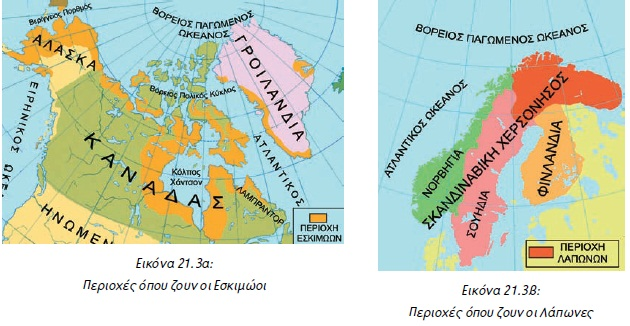 Βερίγγειος Πορθμός
ΒΟΡΕΙΟΣ ΠΑΓΩΜΕΝΟΣ
ΩΚΕΑΝΟΣ
ΑΛΑΣΚΑ
ΓΡΟΙΛΑΝΔΙΑ
Βόρειος Πολικός Κύκλος
ΕΙΡΗΝΙΚΟΣ ΩΚΕ
ΚΑΝΑΔΑΣ
Κόλπος
Χάντσον
ΑΤΛΑΝΤΙΚΟΣ
ΛΑΜΠΡΑΝΤΟΡ
ΗΝΩΜΕΝ
ΠΕΡΙΟΧΗ
ΕΣΚΙΜΩΩΝ
Εικόνα 21.3α:
Περιοχές όπου ζουν οι Εσκιμώοι
ΒΟΡΕΙΟΣ ΠΑΓΩΜΕΝΟΣ ΩΚΕΑΝΟΣ
ΑΤΛΑΝΤΙΚΟΣ ΩΚΕΑΝΟΣ
ΝΟΡΒΗΓΙΑ
ΣΚΑΝΔΙΝΑΒΙΚΗ ΧΕΡΣΟΝΗΣΟΣ
ΣΟΥΗΔΙΑ
ΦΙΝΛΑΝΔΙΑ
ΠΕΡΙΟΧΗ
ΛΑΠΩΝΩΝ
Εικόνα 21.3β:
Περιοχές όπου ζουν οι Λάπωνες